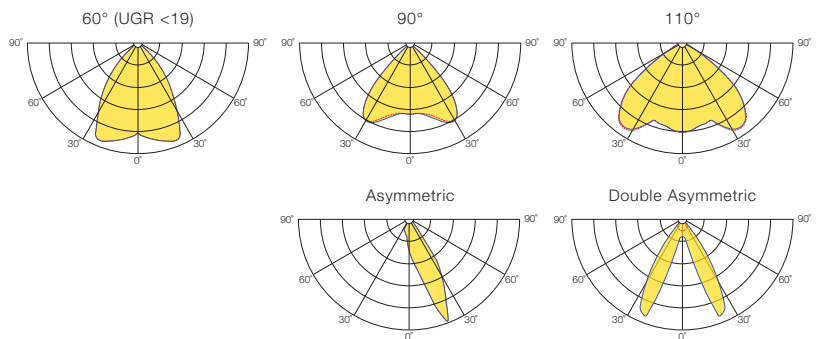 60° (UGR <19)
90°
110°
90° 90° 90° 90° 90° 90°
60° 60° 60° 60° 60° 60°
30° 30° 30° 30° 30° 30°
0° 0° 0°
Asymmetric
Double Asymmetric
90° 90° 90° 90°
60° 60° 60° 60°
30° 30° 30° 30°
0° 0°